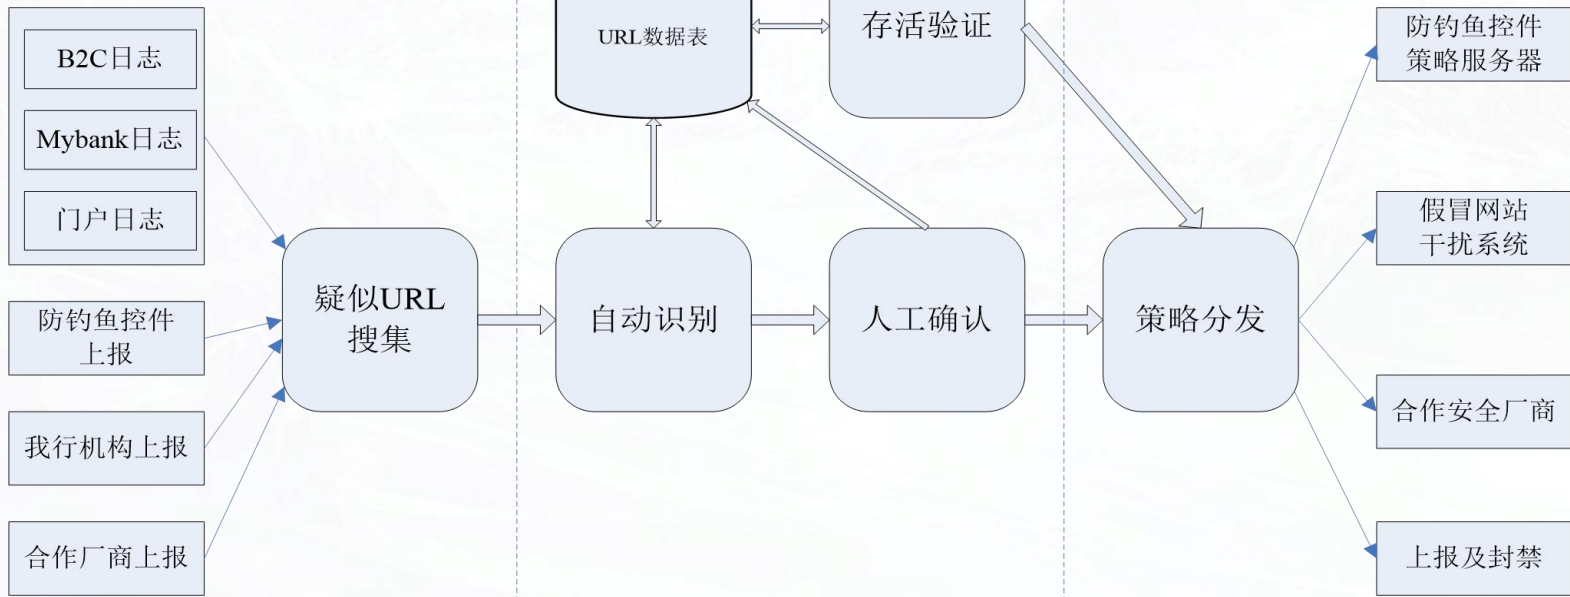 B2C日志
Mybank日志
门户日志
防钓鱼控件
上报
我行机构上报
合作厂商上报
疑似URL
搜集
URL数据表
存活验证
自动识别
人工确认
策略分发
防钓鱼控件
策略服务器
假冒网站
干扰系统
合作安全厂商
上报及封禁